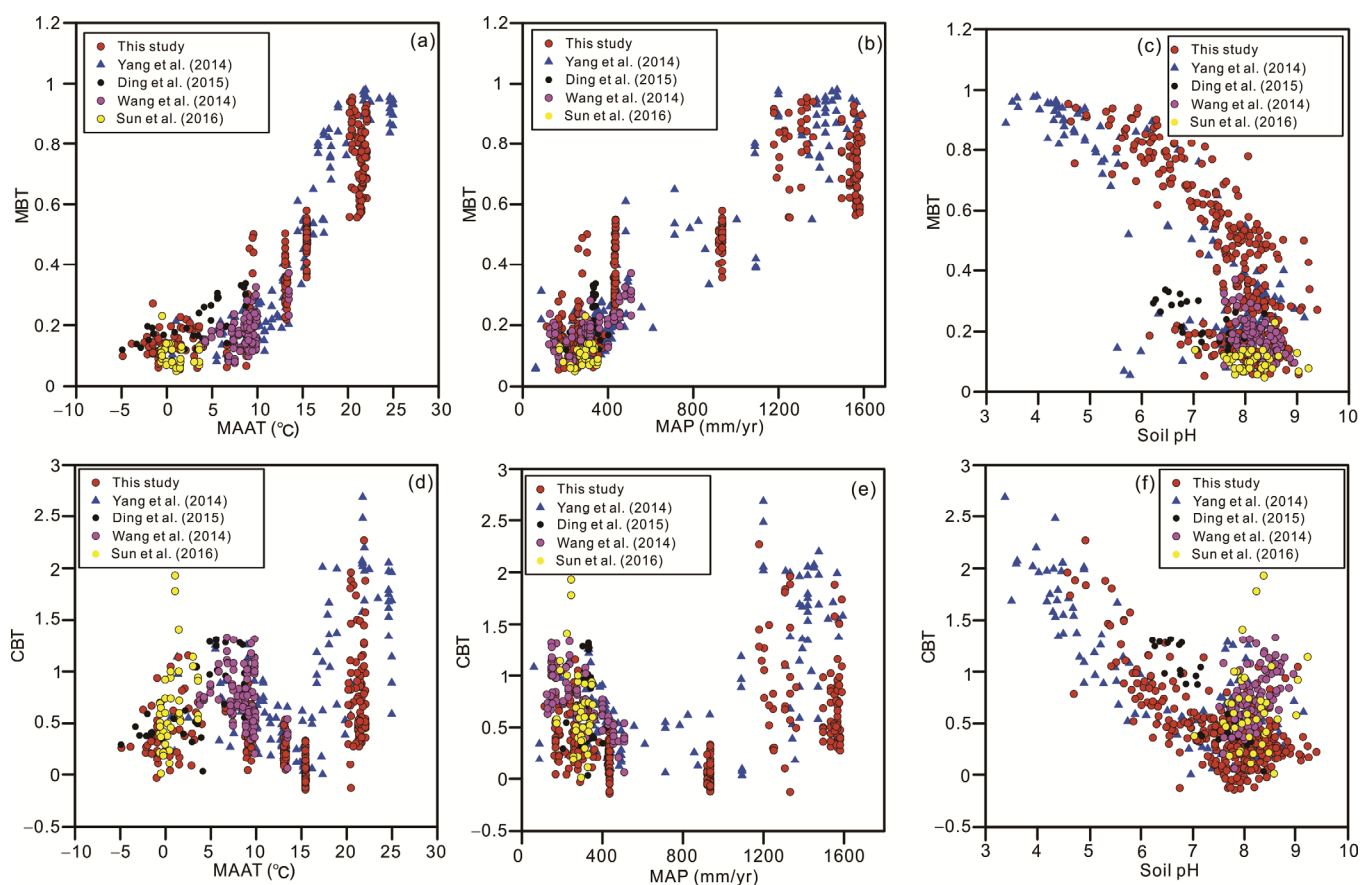 1.2
1
0.8
0.6
0.4
0.2
0
MBT
This study
Yang et al. (2014)
Ding et al. (2015)
Wang et al. (2014)
Sun et al. (2016)
(a)
−10 −5 0 5 10 15 20 25 30
MAAT (℃)
1.2
1
0.8
0.6
0.4
0.2
0
MBT
This study
Yang et al. (2014)
Ding et al. (2015)
Wang et al. (2014)
Sun et al. (2016)
(b)
0 400 800 1200 1600
MAP (mm/yr)
1.2
1
0.8
0.6
0.4
0.2
0
MBT
(c)
This study
Yang et al. (2014)
Ding et al. (2015)
Wang et al. (2014)
Sun et al. (2016)
3 4 5 6 7 8 9 10
Soil pH
3
2.5
2
1.5
1
0.5
0
−0.5
CBT
This study
Yang et al. (2014)
Ding et al. (2015)
Wang et al. (2014)
Sun et al. (2016)
(d)
−10 −5 0 5 10 15 20 25 30
MAAT (℃)
3
2.5
2
1.5
1
0.5
0
−0.5
CBT
This study
Yang et al. (2014)
Ding et al. (2015)
Wang et al. (2014)
Sun et al. (2016)
(e)
0 400 800 1200 1600
MAP (mm/yr)
3
2.5
2
1.5
1
0.5
0
−0.5
CBT
(f)
This study
Yang et al. (2014)
Ding et al. (2015)
Wang et al. (2014)
Sun et al. (2016)
3 4 5 6 7 8 9 10
Soil pH